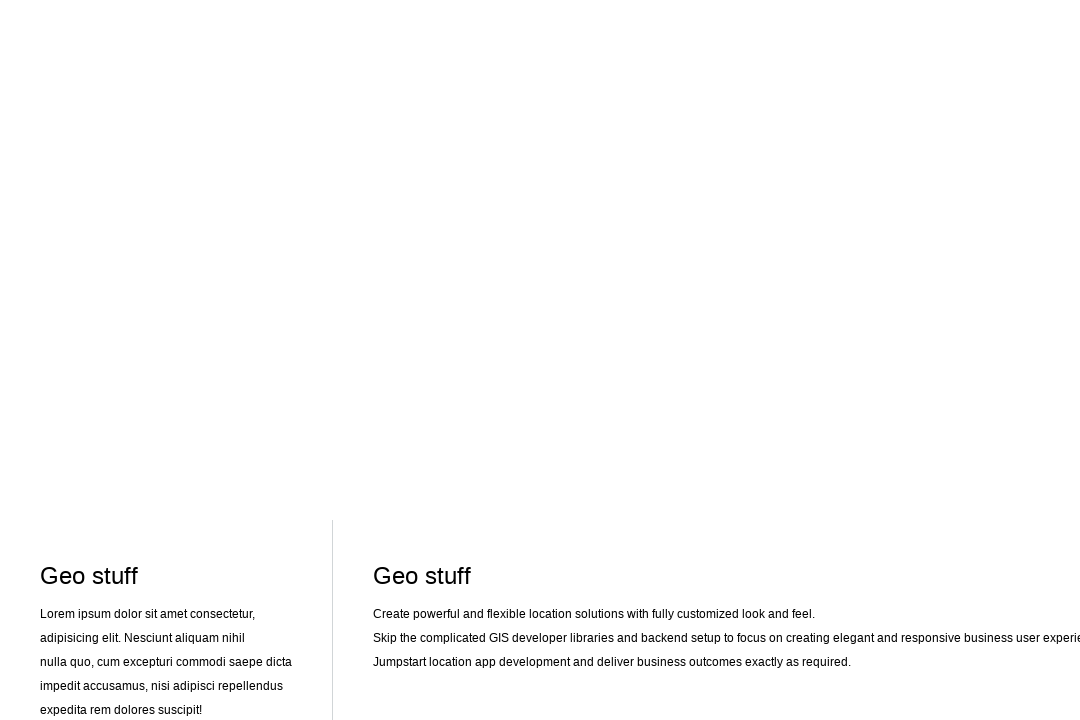 Geo stuff
Lorem ipsum dolor sit amet consectetur,
adipisicing elit. Nesciunt aliquam nihil
nulla quo, cum excepturi commodi saepe dicta
impedit accusamus, nisi adipisci repellendus
expedita rem dolores suscipit!
Geo stuff
Create powerful and flexible location solutions with fully customized look and feel.
Skip the complicated GIS developer libraries and backend setup to focus on creating elegant and responsive business user
Jumpstart location app development and deliver business outcomes exactly as required.